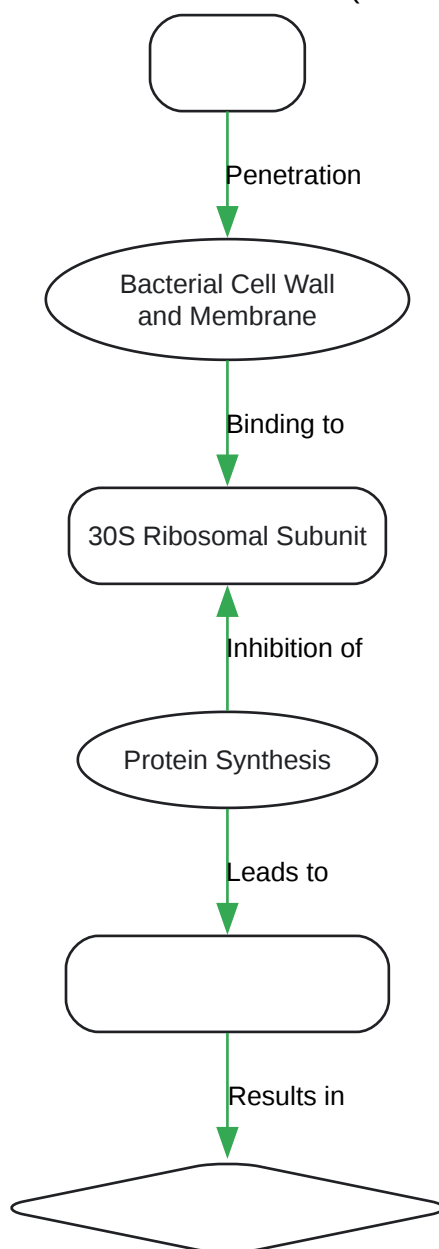 Penetration
Bacterial Cell Wall
and Membrane
Binding to
30S Ribosomal Subunit
Inhibition of
Protein Synthesis
Leads to
Results in